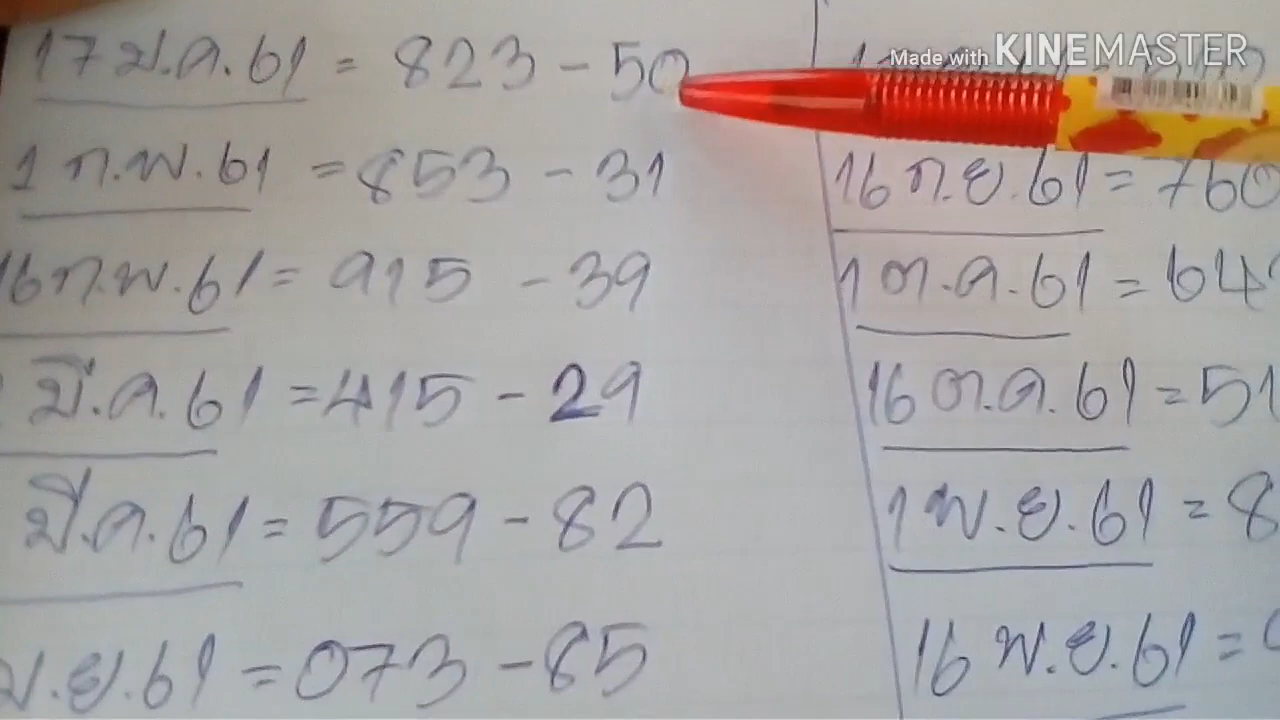 17 ม.ค.61 = 823 - 50
1 ก.พ.61 = 853 - 31
16 ก.พ.61 = 915 - 39
มี.ค.61 = 415 - 29
มี.ค.61 = 559 - 82
ม.ย.61 = 073 - 85
Made with KINEMASTER
16 ก.ย.61 = 760
1 ต.ค.61 = 649
16 ต.ค.61 = 51
1 พ.ย.61 = 8
16 พ.ย.61 =